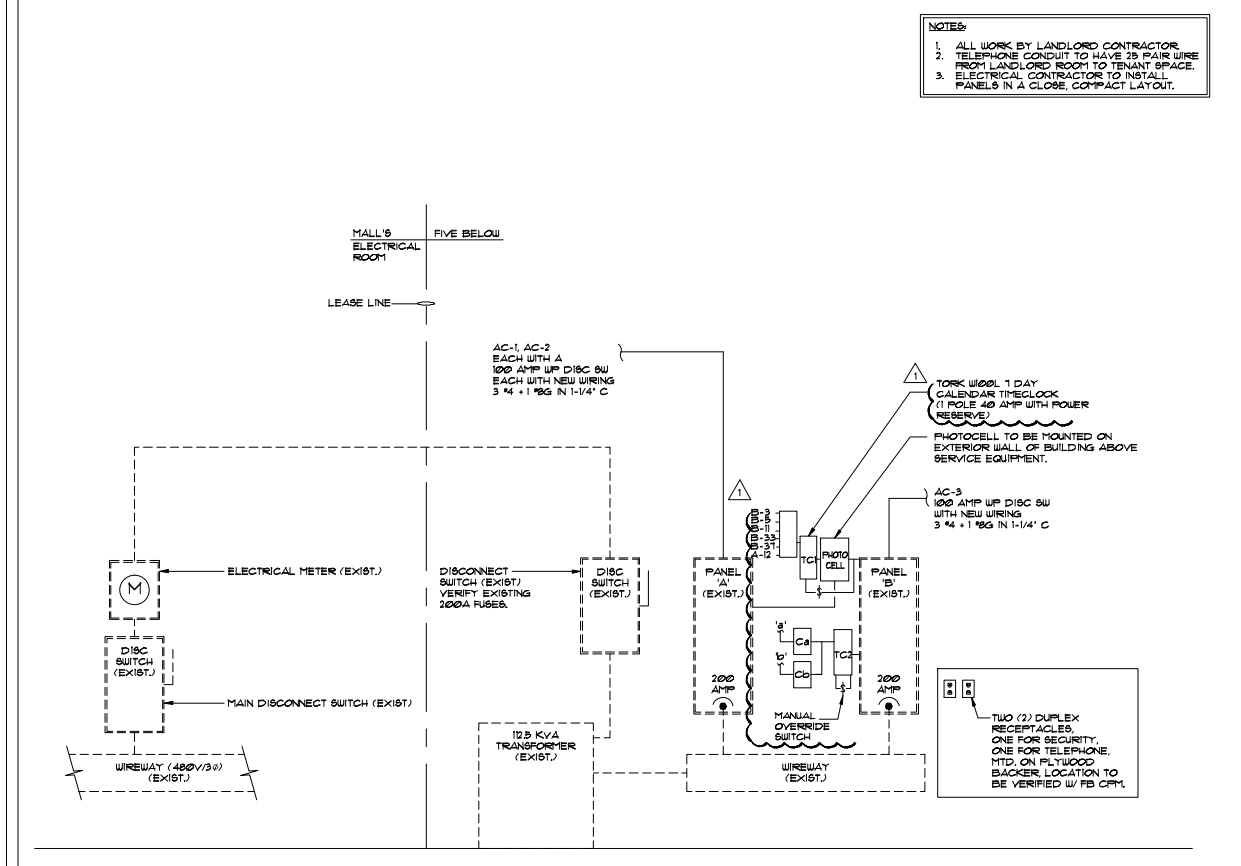 NOTES:
1. ALL WORK BY LANDLORD CONTRACTOR.
2. TELEPHONE CONDUIT TO HAVE 25 PAIR WIRE
FROM LANDLORD ROOM TO TENANT SPACE.
3. ELECTRICAL CONTRACTOR TO INSTALL
PANELS IN A CLOSE, COMPACT LAYOUT.
MALL'S
ELECTRICAL
ROOM
FIVE BELOW
LEASE LINE
AC-1, AC-2
EACH WITH A
100 AMP WP DISC SW
EACH WITH NEW WIRING
3 #4 + 1 #8G IN 1-1/4" C
1
TORK W100L 7 DAY
CALENDAR TIMECLOCK
(1 POLE 40 AMP WITH POWER
RESERVE)
PHOTOCELL TO BE MOUNTED ON
EXTERIOR WALL OF BUILDING ABOVE
SERVICE EQUIPMENT.
1
AC-3
100 AMP WP DISC SW
WITH NEW WIRING
3 #4 + 1 #8G IN 1-1/4" C
B-3
B-5
B-11
B-33
B-37
A-12
TC1
PHOTO
CELL
$
M
ELECTRICAL METER (EXIST.)
DISCONNECT
SWITCH (EXIST)
VERIFY EXISTING
200A FUSES.
DISC
SWITCH
(EXIST.)
PANEL
'A'
(EXIST.)
PANEL
'B'
(EXIST.)
'a'
Ca
'b'
Cb
TC2
$
DISC
SWITCH
(EXIST.)
MAIN DISCONNECT SWITCH (EXIST)
200
AMP
200
AMP
MANUAL
OVERRIDE
SWITCH
112.5 KVA
TRANSFORMER
(EXIST.)
WIREWAY (480V/3Φ)
(EXIST.)
WIREWAY
(EXIST.)
TWO (2) DUPLEX
RECEPTACLES,
ONE FOR SECURITY,
ONE FOR TELEPHONE,
MTD. ON PLYWOOD
BACKER, LOCATION TO
BE VERIFIED W/ FB CPM.